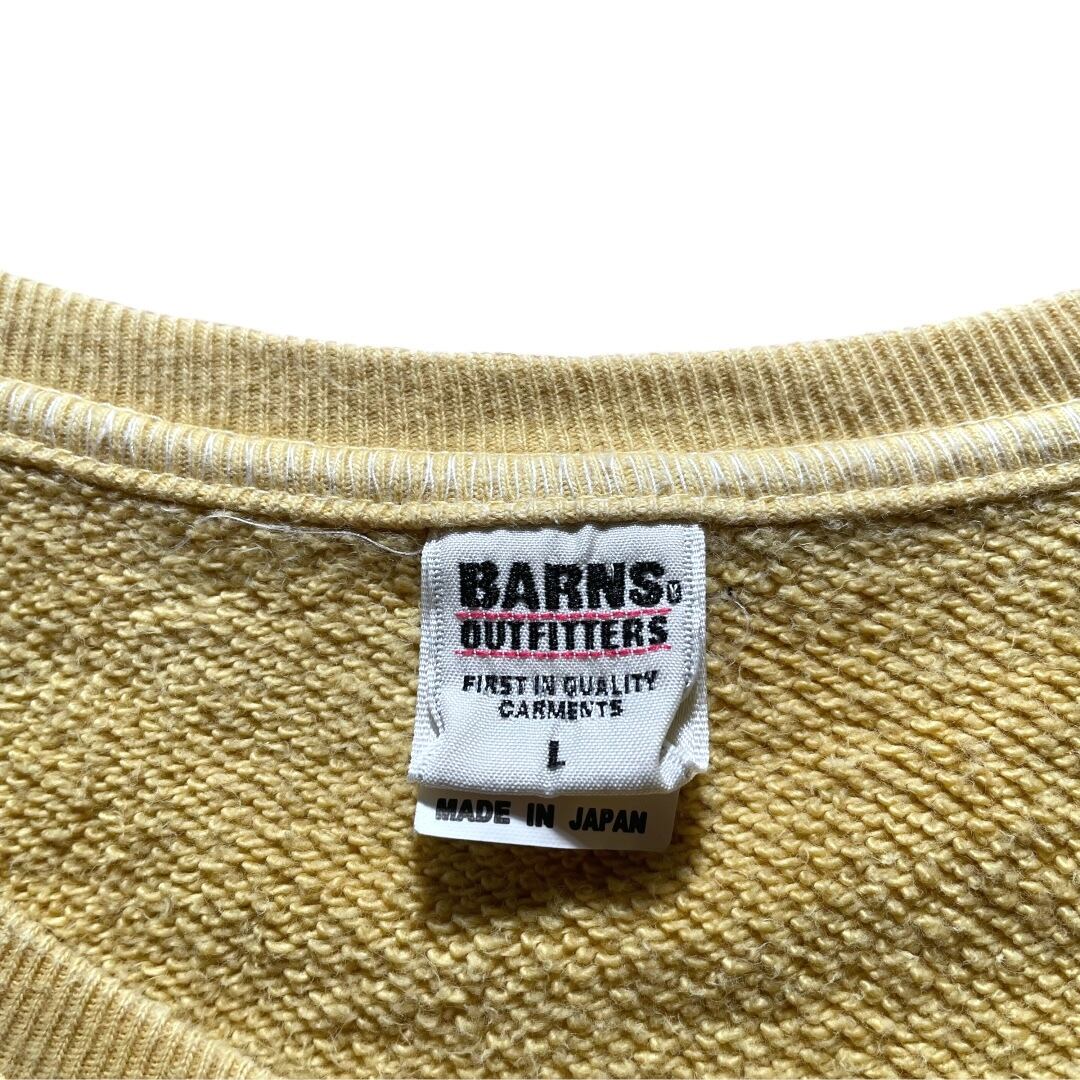 BARNS
OUTFITTERS
FIRST IN QUALITY
GARMENTS
L
MADE IN JAPAN